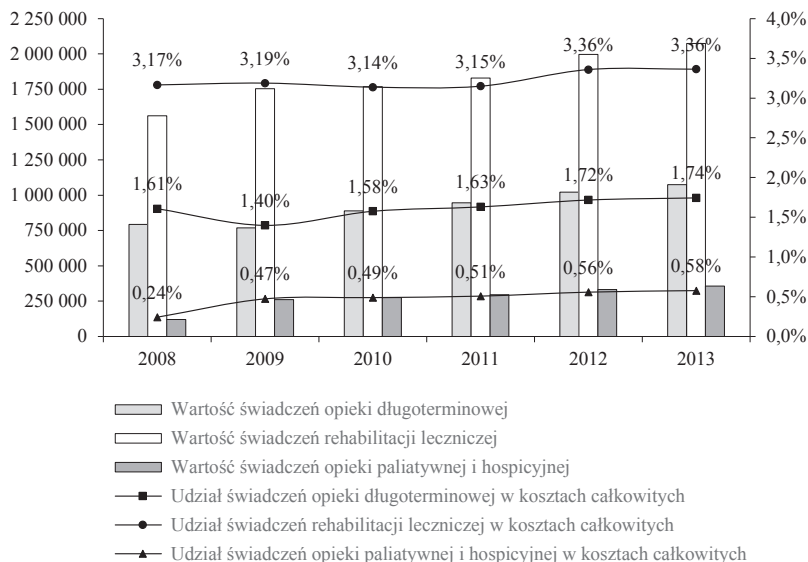 2 250 000
2 000 000
1 750 000
1 500 000
1 250 000
1 000 000
750 000
500 000
250 000
0
4,0%
3,5%
3,0%
2,5%
2,0%
1,5%
1,0%
0,5%
0,0%
3,17% 3,19% 3,14% 3,15% 3,36% 3,36%
1,61% 1,40% 1,58% 1,63% 1,72% 1,74%
0,24% 0,47% 0,49% 0,51% 0,56% 0,58%
2008 2009 2010 2011 2012 2013
Wartość świadczeń opieki długoterminowej
Wartość świadczeń rehabilitacji leczniczej
Wartość świadczeń opieki paliatywnej i hospicyjnej
Udział świadczeń opieki długoterminowej w kosztach całkowitych
Udział świadczeń rehabilitacji leczniczej w kosztach całkowitych
Udział świadczeń opieki paliatywnej i hospicyjnej w kosztach całkowitych